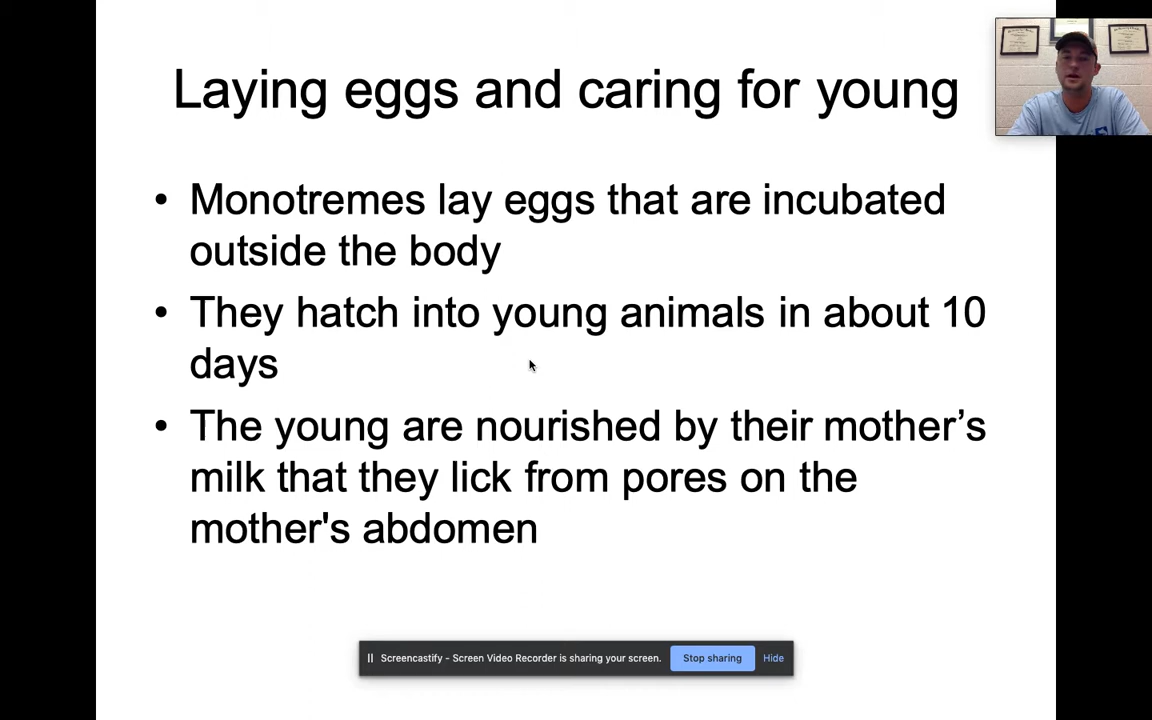 Laying eggs and caring for young
• Monotremes lay eggs that are incubated
outside the body
• They hatch into young animals in about 10
days
• The young are nourished by their mother’s
milk that they lick from pores on the
mother's abdomen
Screencastify - Screen Video Recorder is sharing your screen. Stop sharing Hide